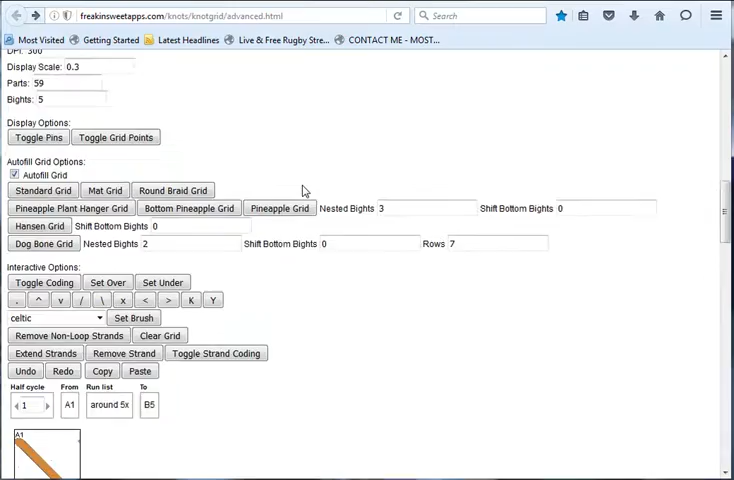 freakinsweetapps.com/knots/knotgrid/advanced.html Search
Most Visited Getting Started Latest Headlines Live & Free Rugby Stre... CONTACT ME - MOST...
DPI: 300
Display Scale: 0.3
Parts: 59
Bights: 5
Display Options:
Toggle Pins Toggle Grid Points
Autofill Grid Options:
Autofill Grid
Standard Grid Mat Grid Round Braid Grid
Pineapple Plant Hanger Grid Bottom Pineapple Grid Pineapple Grid Nested Bights 3 Shift Bottom Bights 0
Hansen Grid Shift Bottom Bights 0
Dog Bone Grid Nested Bights 2 Shift Bottom Bights 0 Rows 7
Interactive Options:
Toggle Coding Set Over Set Under
. ^ v / \ x < > K Y
celtic Set Brush
Remove Non-Loop Strands Clear Grid
Extend Strands Remove Strand Toggle Strand Coding
Undo Redo Copy Paste
Half cycle From Run list To
1 A1 around 5x B5
A1